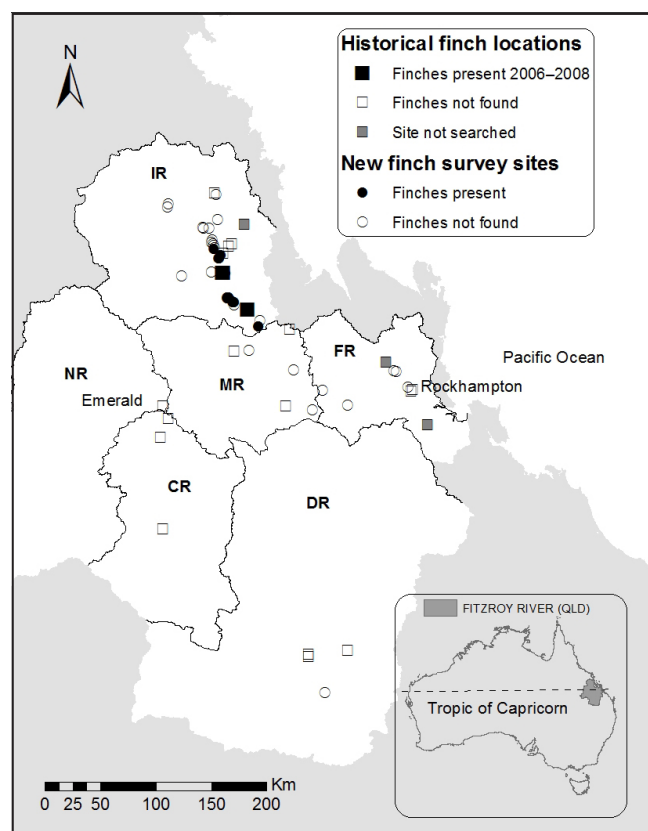 N
Historical finch locations
Finches present 2006–2008
Finches not found
Site not searched
New finch survey sites
Finches present
Finches not found
IR
NR
Emerald
MR
FR
Rockhampton
Pacific Ocean
CR
DR
FITZROY RIVER (QLD)
Tropic of Capricorn
Km
0 25 50 100 150 200